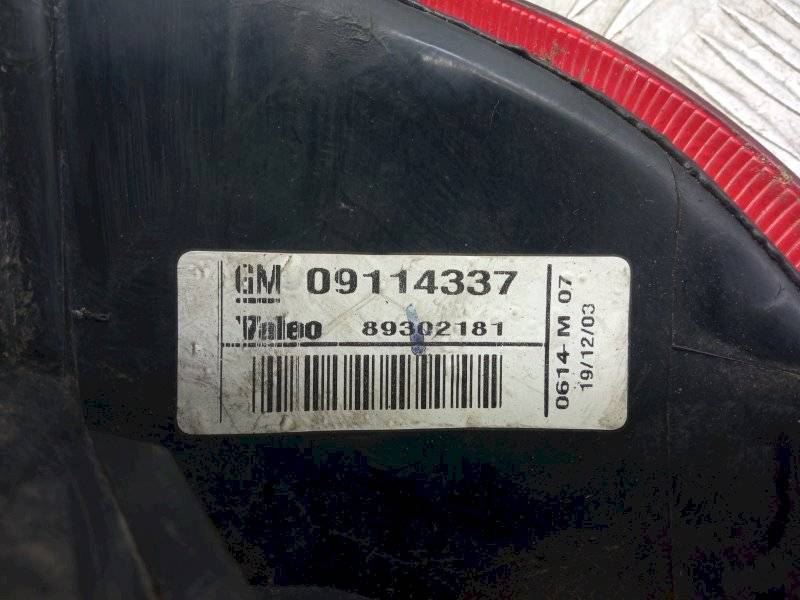 GM 09114337
Valeo 89302181
0614- M 07
19/12/03